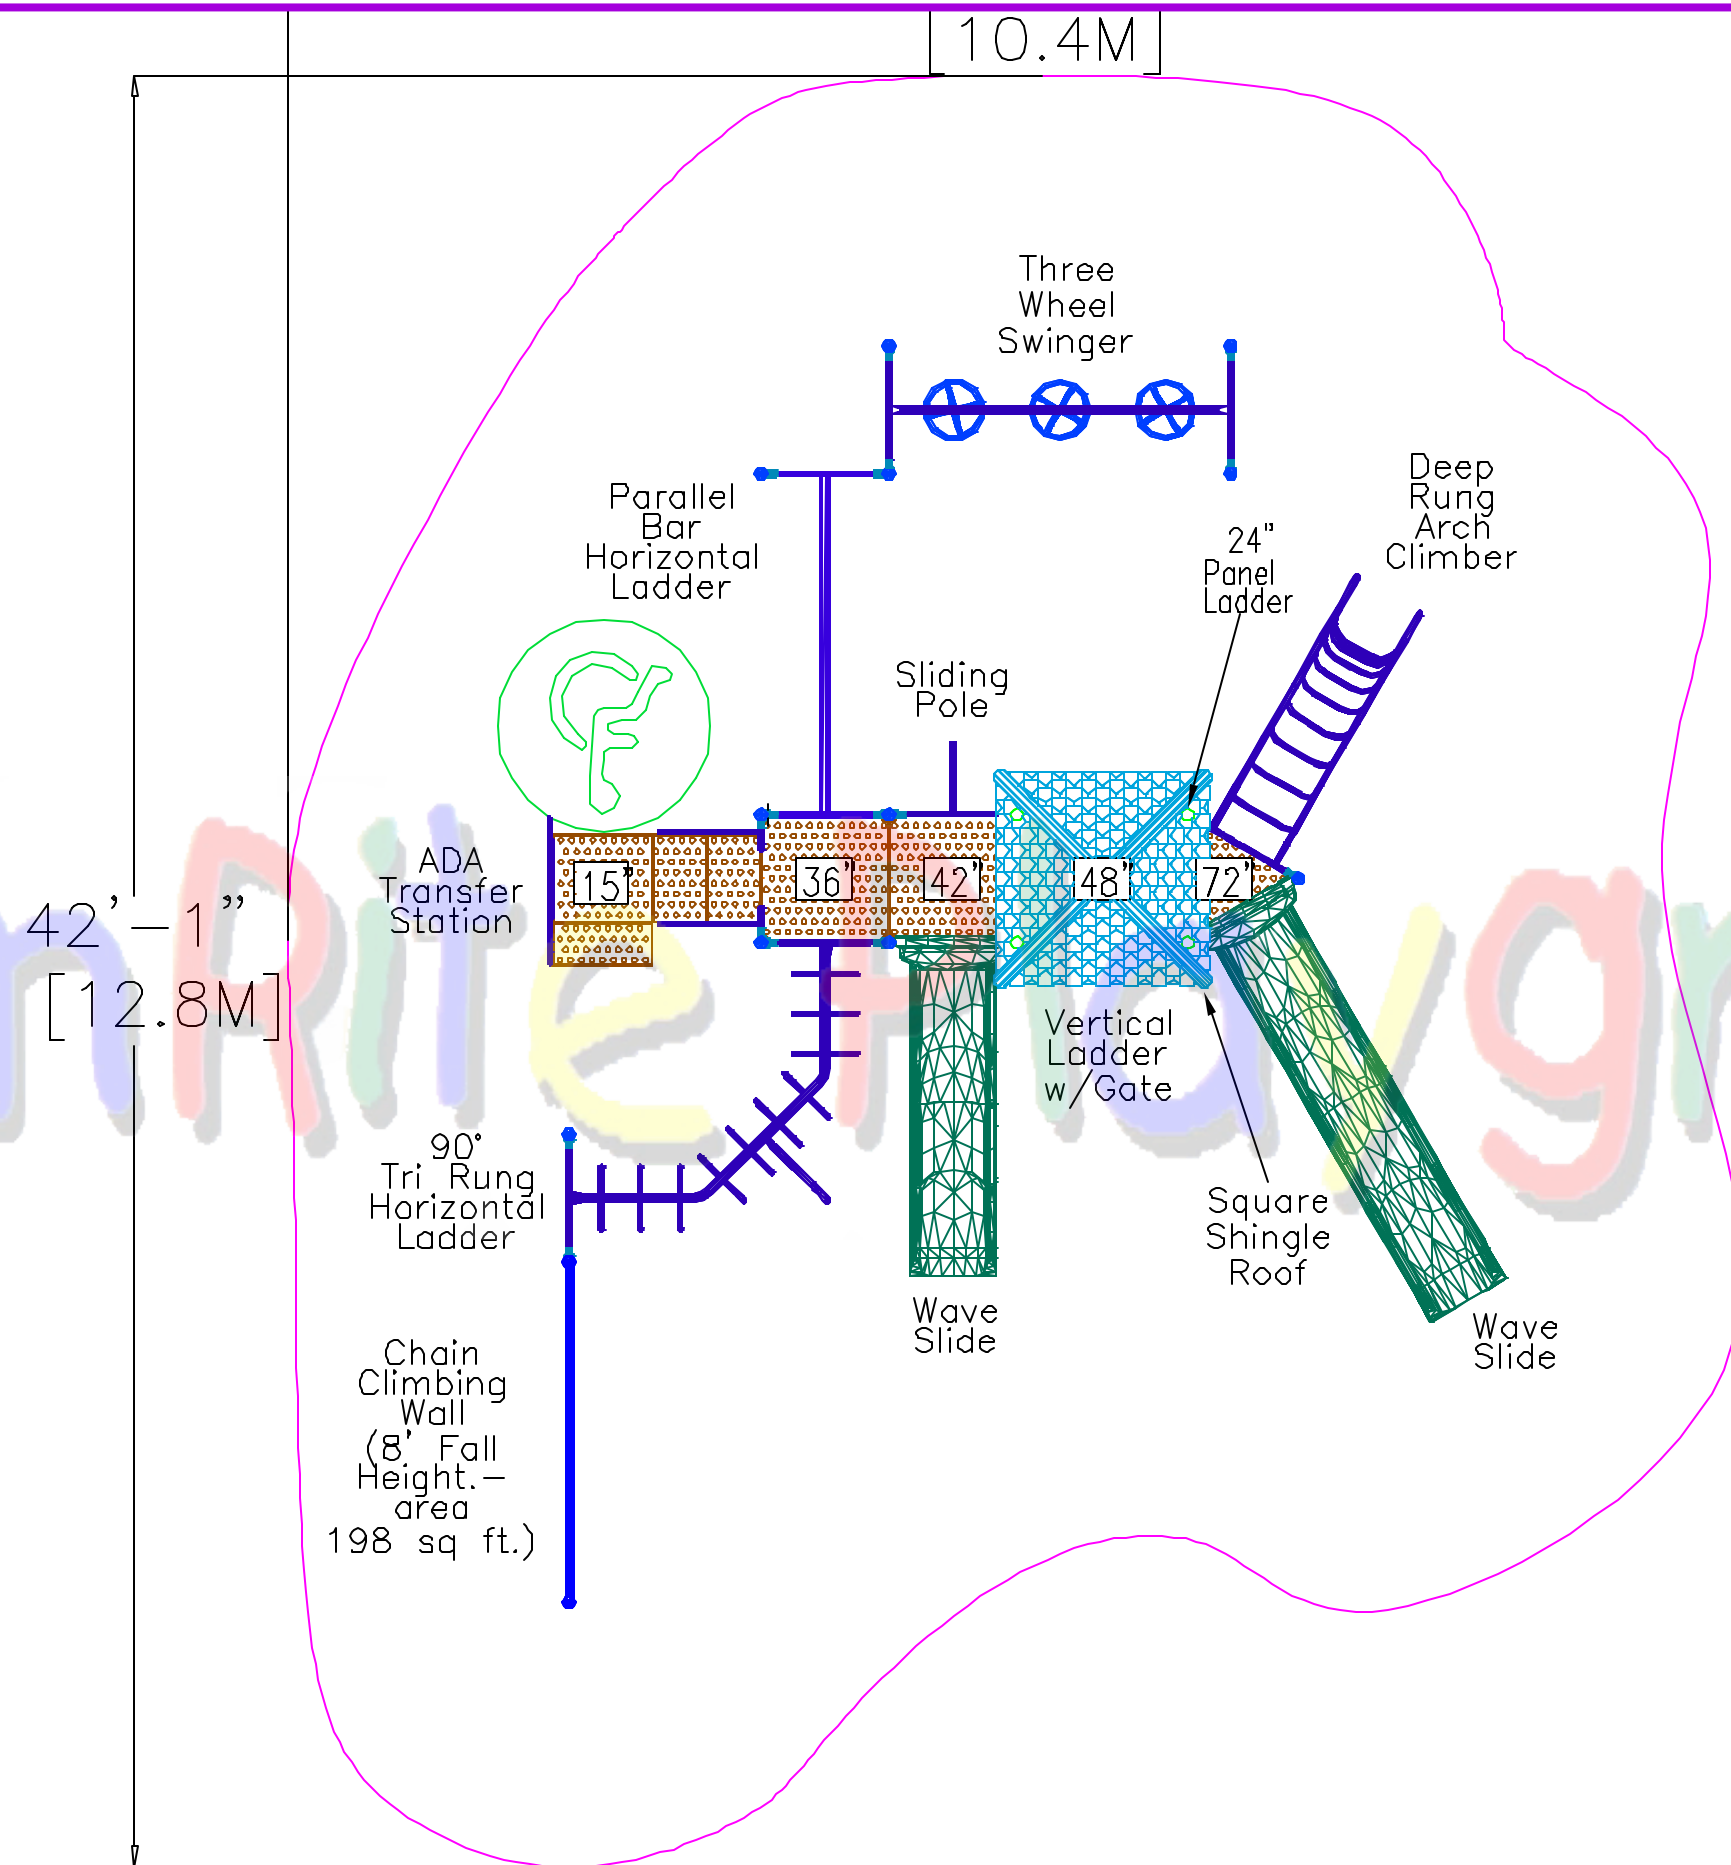 [10.4M]
Three
Wheel
Swinger
Parallel
Bar
Horizontal
Ladder
Deep
Rung
Arch
Climber
24"
Panel
Ladder
Sliding
Pole
ADA
Transfer
Station
15"
36"
42"
48"
72"
42'-1"
[12.8M]
Vertical
Ladder
w/Gate
90°
Tri Rung
Horizontal
Ladder
Square
Shingle
Roof
Wave
Slide
Wave
Slide
Chain
Climbing
Wall
(8' Fall
Height.-
area
198 sq ft.)
nRite Playgr